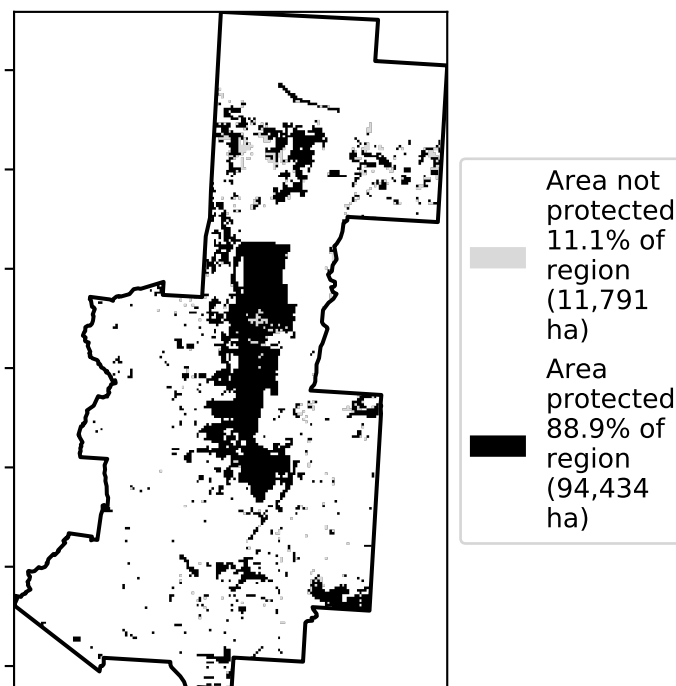 Area not
protected
11.1% of
region
(11,791
ha)
Area
protected
88.9% of
region
(94,434
ha)